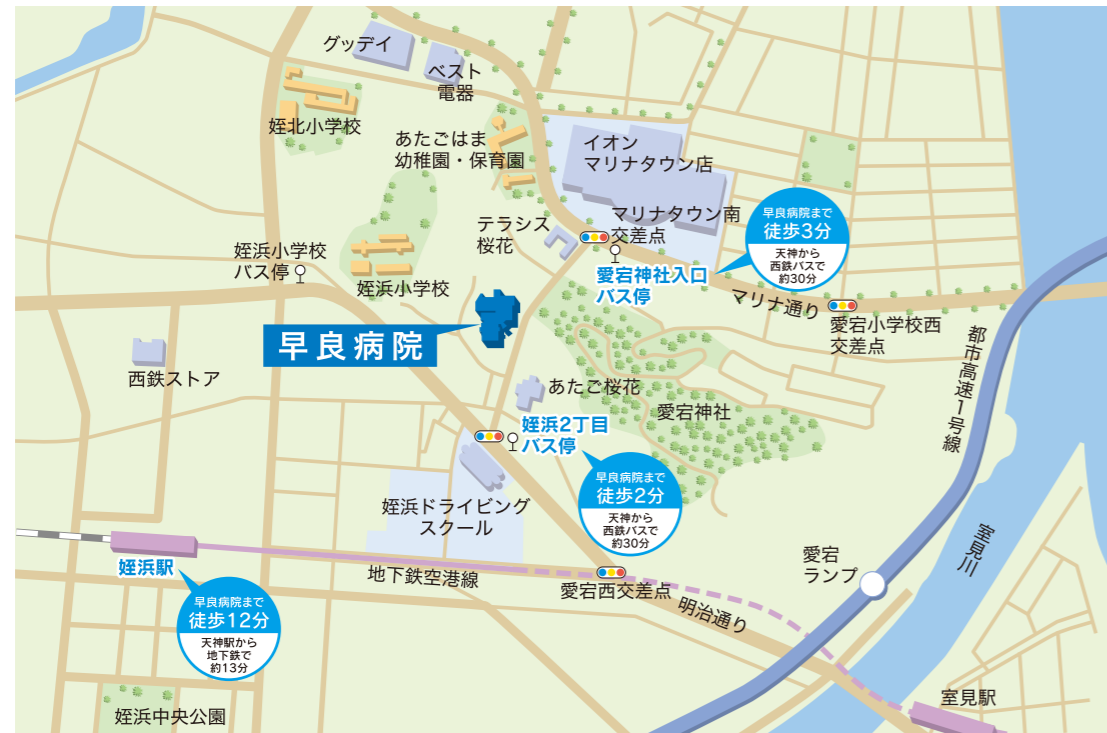 グッデイ
ベスト
電器
姪北小学校
あたごはま
幼稚園・保育園
イオン
マリナタウン店
テラシス
桜花
マリナタウン南
交差点
早良病院まで
徒歩3分
天神から
西鉄バスで
約30分
姪浜小学校
バス停
姪浜小学校
愛宕神社入口
バス停
マリナ通り
愛宕小学校西
交差点
都市高速1号線
早良病院
西鉄ストア
あたご桜花
愛宕神社
姪浜2丁目
バス停
早良病院まで
徒歩2分
天神から
西鉄バスで
約30分
姪浜ドライビング
スクール
室見川
愛宕
ランプ
姪浜駅
地下鉄空港線
愛宕西交差点
明治通り
早良病院まで
徒歩12分
天神駅から
地下鉄で
約13分
室見駅
姪浜中央公園